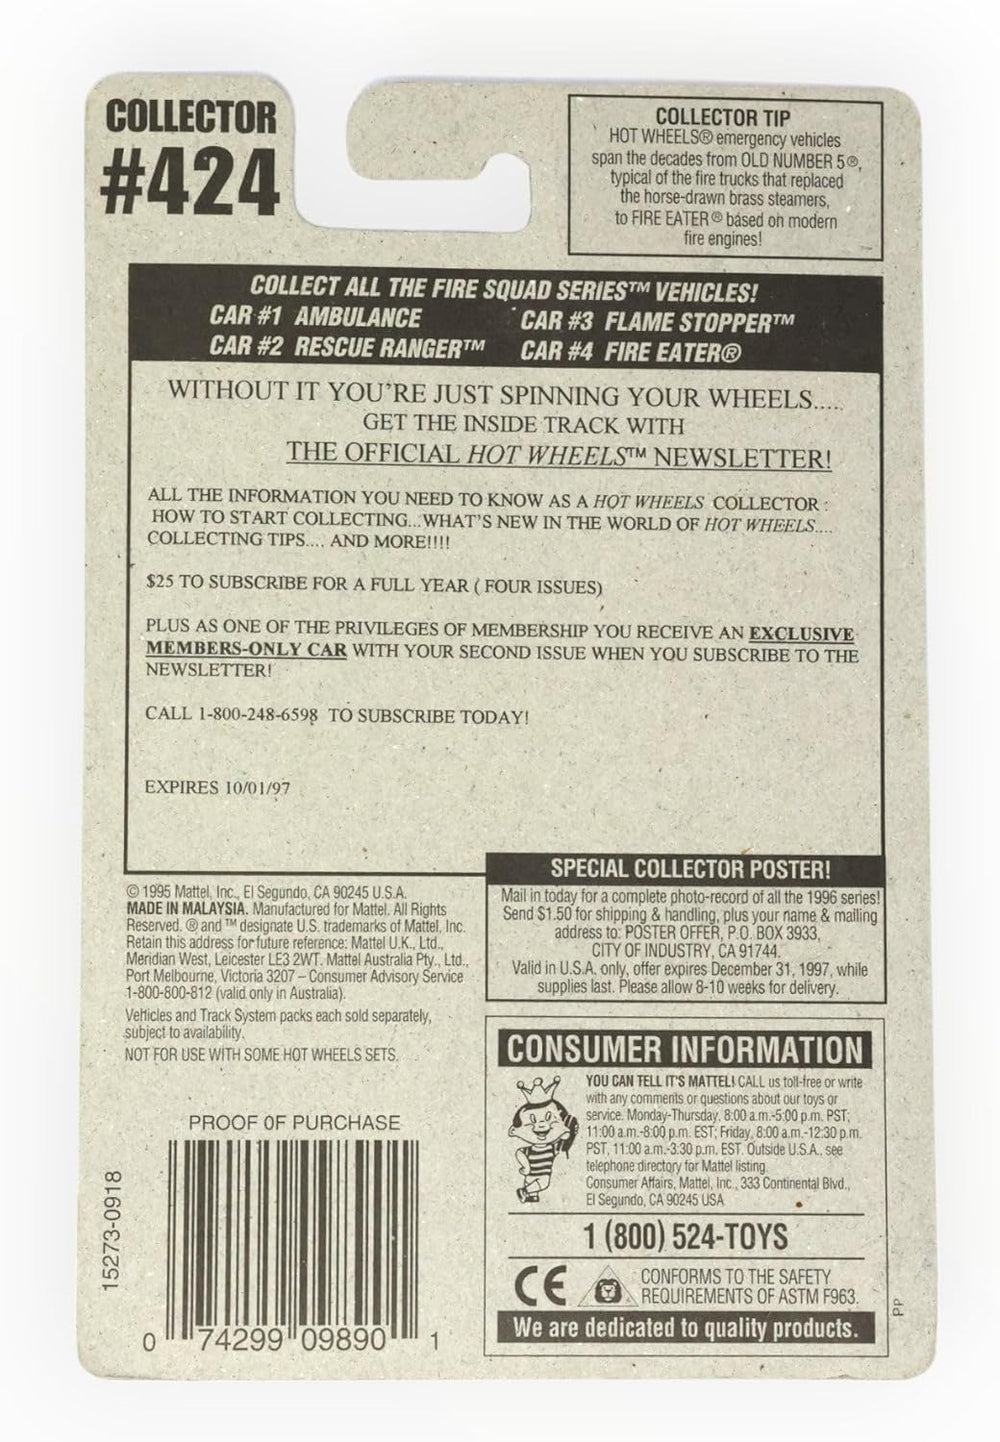 COLLECTOR
#424
COLLECTOR TIP
HOT WHEELS® emergency vehicles
span the decades from OLD NUMBER 5®,
typical of the fire trucks that replaced
the horse-drawn brass steamers,
to FIRE EATER® based on modern
fire engines!
COLLECT ALL THE FIRE SQUAD SERIES™ VEHICLES!
CAR #1 AMBULANCE
CAR #2 RESCUE RANGER™
CAR #3 FLAME STOPPER™
CAR #4 FIRE EATER®
WITHOUT IT YOU'RE JUST SPINNING YOUR WHEELS....
GET THE INSIDE TRACK WITH
THE OFFICIAL HOT WHEELS™ NEWSLETTER!
ALL THE INFORMATION YOU NEED TO KNOW AS A HOT WHEELS COLLECTOR :
HOW TO START COLLECTING...WHAT'S NEW IN THE WORLD OF HOT WHEELS....
COLLECTING TIPS.... AND MORE!!!!
$25 TO SUBSCRIBE FOR A FULL YEAR ( FOUR ISSUES)
PLUS AS ONE OF THE PRIVILEGES OF MEMBERSHIP YOU RECEIVE AN EXCLUSIVE
MEMBERS-ONLY CAR WITH YOUR SECOND ISSUE WHEN YOU SUBSCRIBE TO THE
NEWSLETTER!
CALL 1-800-248-6598 TO SUBSCRIBE TODAY!
EXPIRES 10/01/97
© 1995 Mattel, Inc., El Segundo, CA 90245 U.S.A.
MADE IN MALAYSIA. Manufactured for Mattel. All Rights
Reserved. ® and ™ designate U.S. trademarks of Mattel, Inc.
Retain this address for future reference: Mattel U.K., Ltd.,
Meridian West, Leicester LE3 2WT. Mattel Australia Pty., Ltd.,
Port Melbourne, Victoria 3207 – Consumer Advisory Service
1-800-800-812 (valid only in Australia).
Vehicles and Track System packs each sold separately,
subject to availability.
NOT FOR USE WITH SOME HOT WHEELS SETS.
SPECIAL COLLECTOR POSTER!
Mail in today for a complete photo-record of all the 1996 series!
Send $1.50 for shipping & handling, plus your name & mailing
address to: POSTER OFFER, P.O. BOX 3933,
CITY OF INDUSTRY, CA 91744.
Valid in U.S.A. only, offer expires December 31, 1997, while
supplies last. Please allow 8-10 weeks for delivery.
CONSUMER INFORMATION
YOU CAN TELL IT'S MATTEL! CALL us toll-free or write
with any comments or questions about our toys or
service. Monday-Thursday, 8:00 a.m.-5:00 p.m. PST;
11:00 a.m.-8:00 p.m. EST; Friday, 8:00 a.m.-12:30 p.m.
PST, 11:00 a.m.-3:30 p.m. EST. Outside U.S.A., see
telephone directory for Mattel listing.
Consumer Affairs, Mattel, Inc., 333 Continental Blvd.,
El Segundo, CA 90245 USA
1 (800) 524-TOYS
CE
CONFORMS TO THE SAFETY
REQUIREMENTS OF ASTM F963.
We are dedicated to quality products.
PP
PROOF OF PURCHASE
15273-0918
0 74299 09890 1